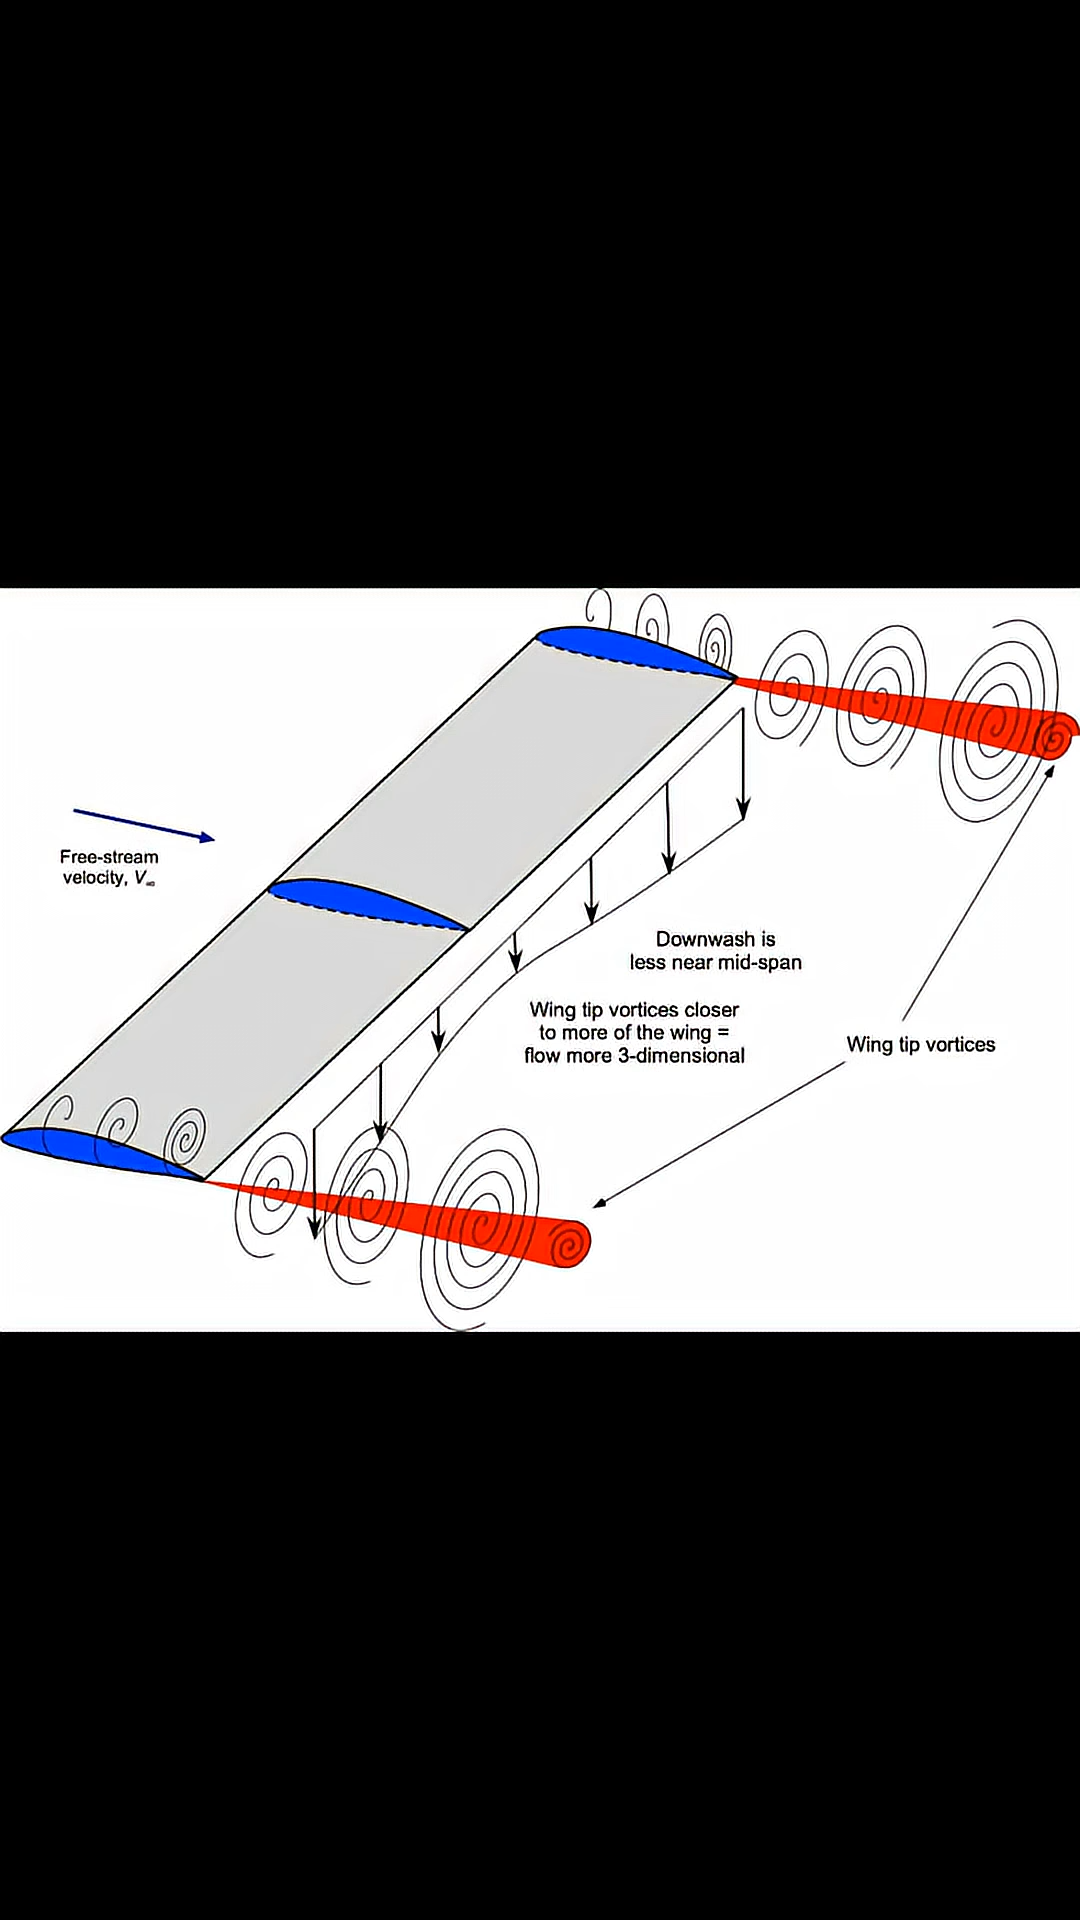 Free-stream
velocity, V∞
Downwash is
less near mid-span
Wing tip vortices closer
to more of the wing =
flow more 3-dimensional
Wing tip vortices